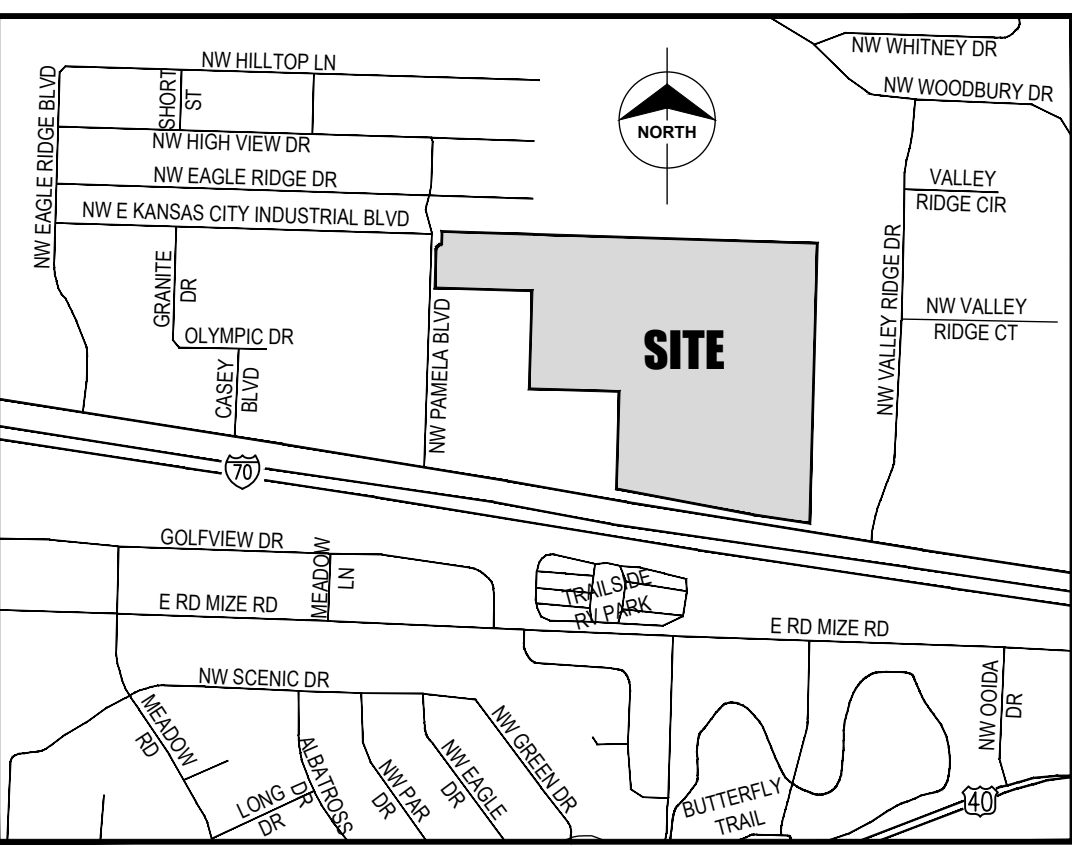 NW WHITNEY DR
NW HILLTOP LN
NW WOODBURY DR
SHORT
ST
NW EAGLE RIDGE BLVD
NORTH
NW HIGH VIEW DR
NW EAGLE RIDGE DR
VALLEY
RIDGE CIR
NW E KANSAS CITY INDUSTRIAL BLVD
GRANITE
DR
NW VALLEY RIDGE DR
NW VALLEY
RIDGE CT
OLYMPIC DR
SITE
CASEY
BLVD
NW PAMELA BLVD
70
GOLFVIEW DR
MEADOW
LN
TRAILSIDE
RV PARK
E RD MIZE RD
E RD MIZE RD
NW SCENIC DR
NW OOIDA
DR
MEADOW
RD
ALBATROSS
DR
NW PAR
DR
NW EAGLE
DR
NW GREEN DR
LONG
DR
BUTTERFLY
TRAIL
40